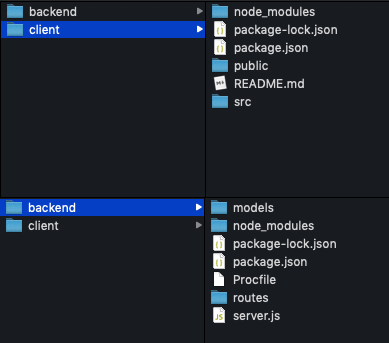 backend
client
node_modules
package-lock.json
package.json
public
README.md
src
backend
client
models
node_modules
package-lock.json
package.json
Procfile
routes
server.js